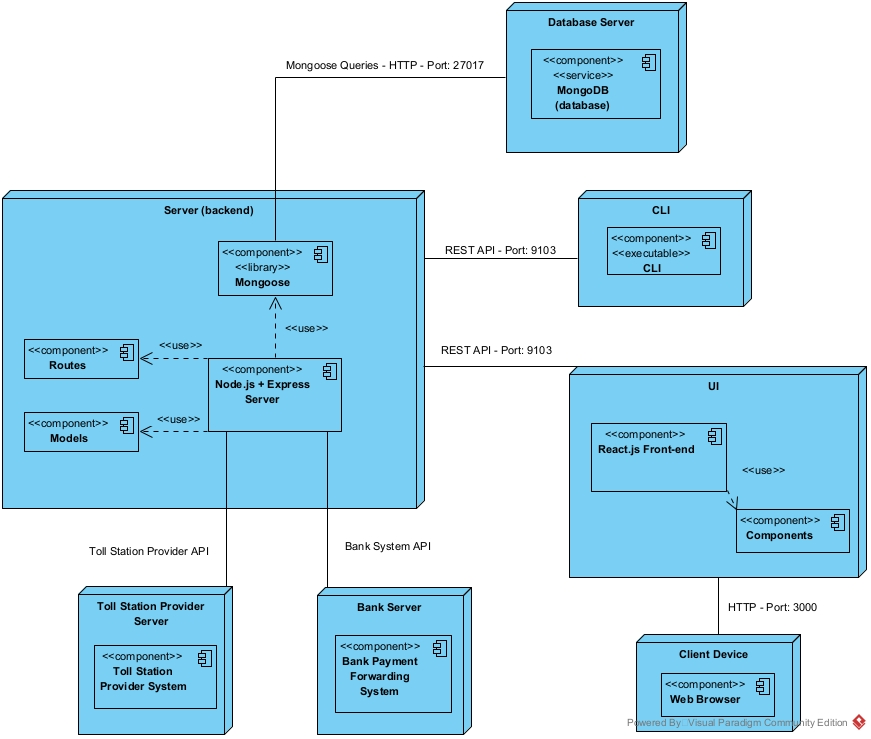 Database Server
<<component>>
<<service>>
MongoDB
(database)
Mongoose Queries - HTTP - Port: 27017
Server (backend)
<<component>>
<<library>>
Mongoose
<<use>>
<<component>>
Routes
<<use>>
<<component>>
Node.js + Express
Server
<<component>>
Models
<<use>>
REST API - Port: 9103
CLI
<<component>>
<<executable>>
CLI
REST API - Port: 9103
UI
<<component>>
React.js Front-end
<<use>>
<<component>>
Components
Toll Station Provider API
Bank System API
Toll Station Provider
Server
<<component>>
Toll Station
Provider System
Bank Server
<<component>>
Bank Payment
Forwarding
System
HTTP - Port: 3000
Client Device
<<component>>
Web Browser
Powered By: Visual Paradigm Community Edition